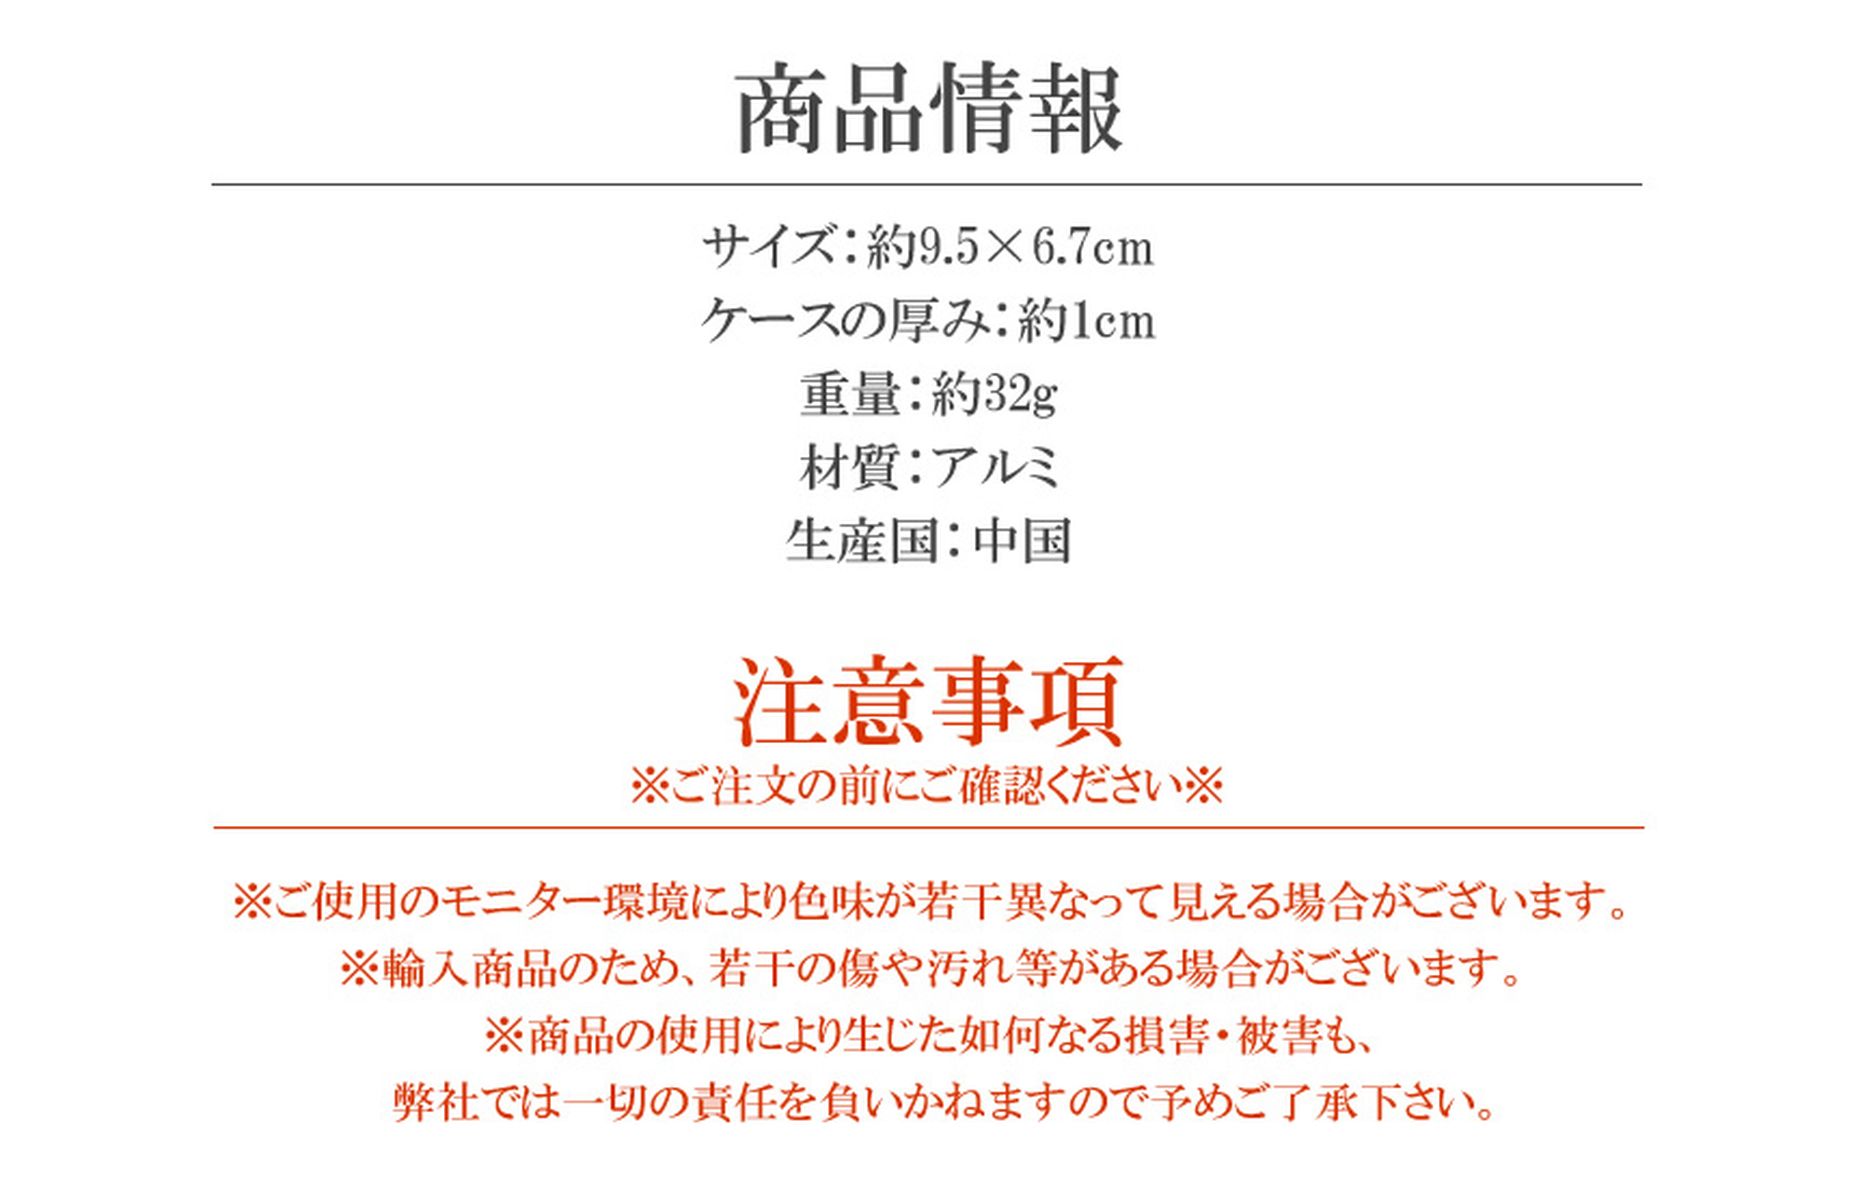 商品情報
サイズ：約9.5×6.7cm
ケースの厚み：約1cm
重量：約32g
材質：アルミ
生産国：中国
注意事項
※ご注文の前にご確認ください※
※ご使用のモニター環境により色味が若干異なって見える場合がございます。
※輸入商品のため、若干の傷や汚れ等がある場合がございます。
※商品の使用により生じた如何なる損害・被害も、
弊社では一切の責任を負いかねますので予めご了承下さい。